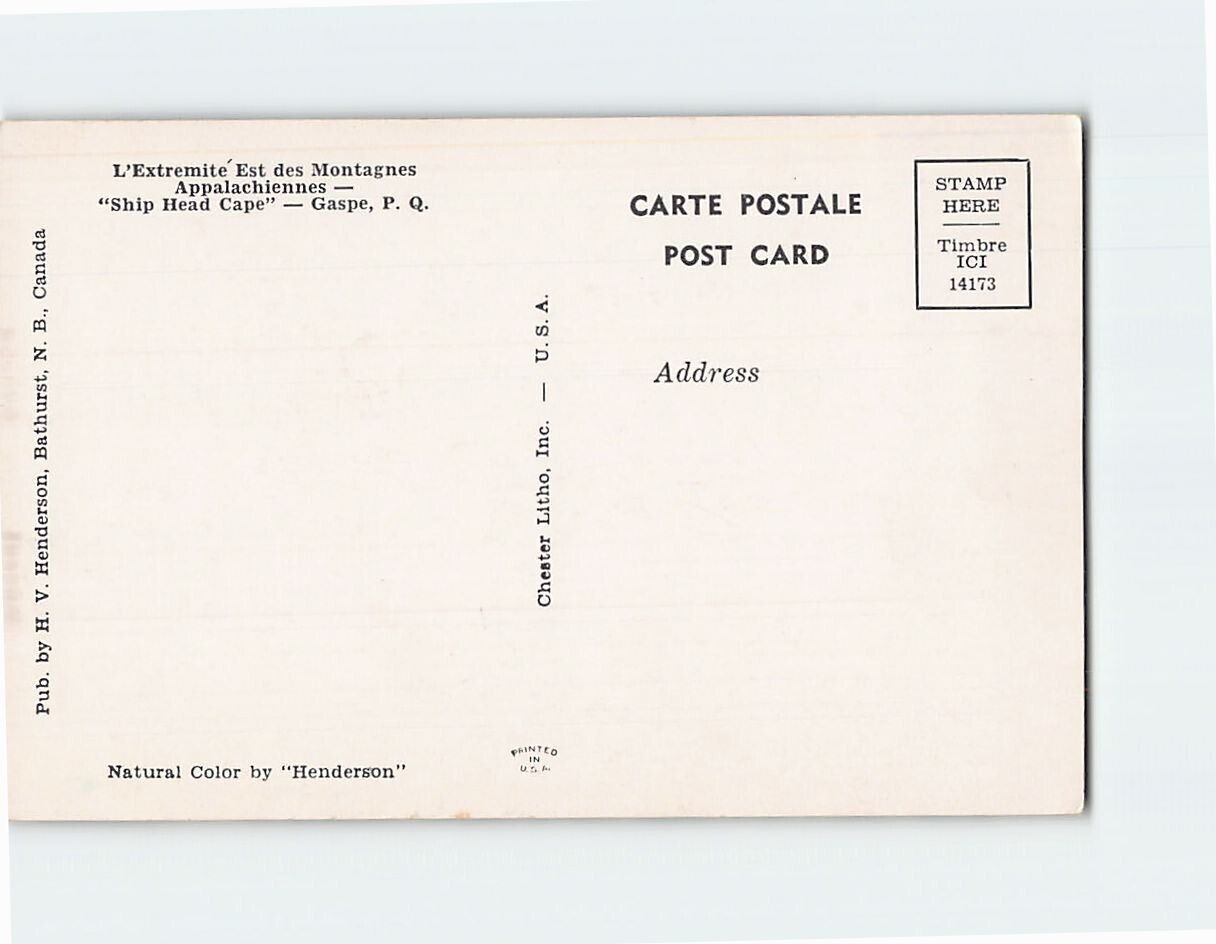 L'Extremité Est des Montagnes
Appalachiennes —
"Ship Head Cape" — Gaspe, P. Q.
Pub. by H. V. Henderson, Bathurst, N. B., Canada
Natural Color by "Henderson"
Chester Litho, Inc. — U. S. A.
PRINTED
IN
U.S.A.
CARTE POSTALE
POST CARD
STAMP
HERE
Timbre
ICI
14173
Address